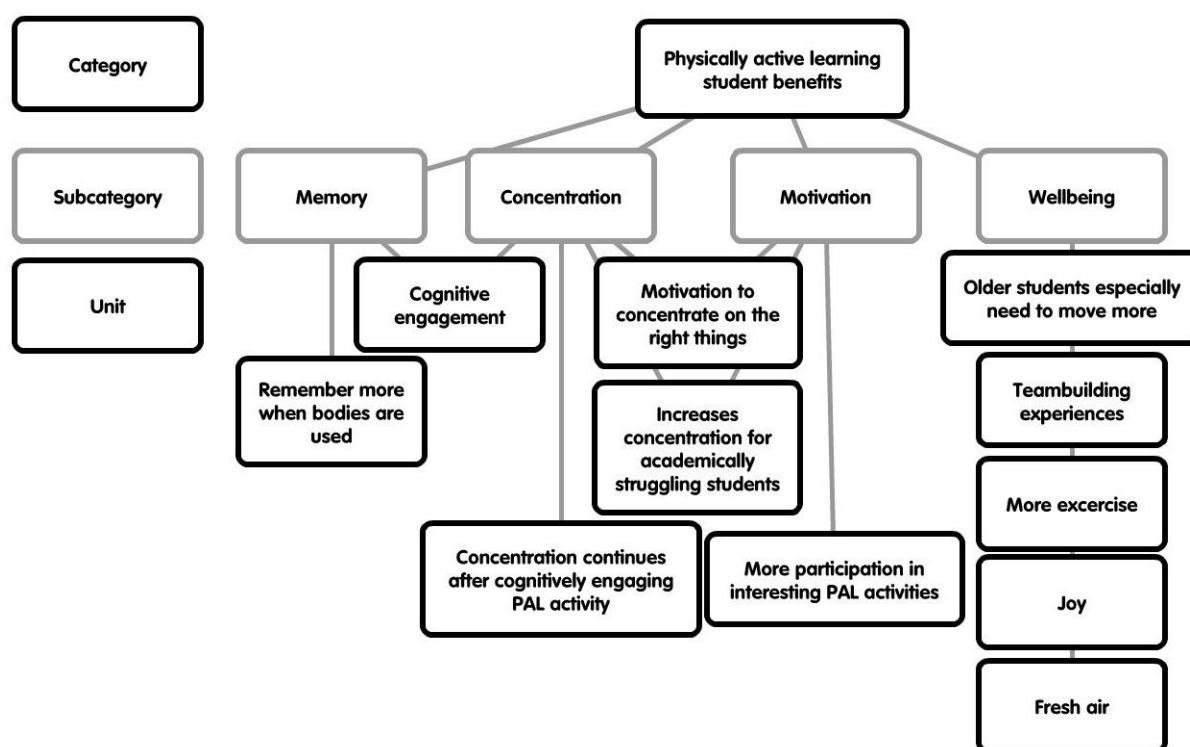 Category
Physically active learning
student benefits
Subcategory
Memory
Concentration
Motivation
Wellbeing
Unit
Cognitive
engagement
Motivation to
concentrate on the
right things
Older students especially
need to move more
Remember more
when bodies are
used
Increases
concentration for
academically
struggling students
Teambuilding
experiences
More excercise
Concentration continues
after cognitively engaging
PAL activity
More participation in
interesting PAL activities
Joy
Fresh air